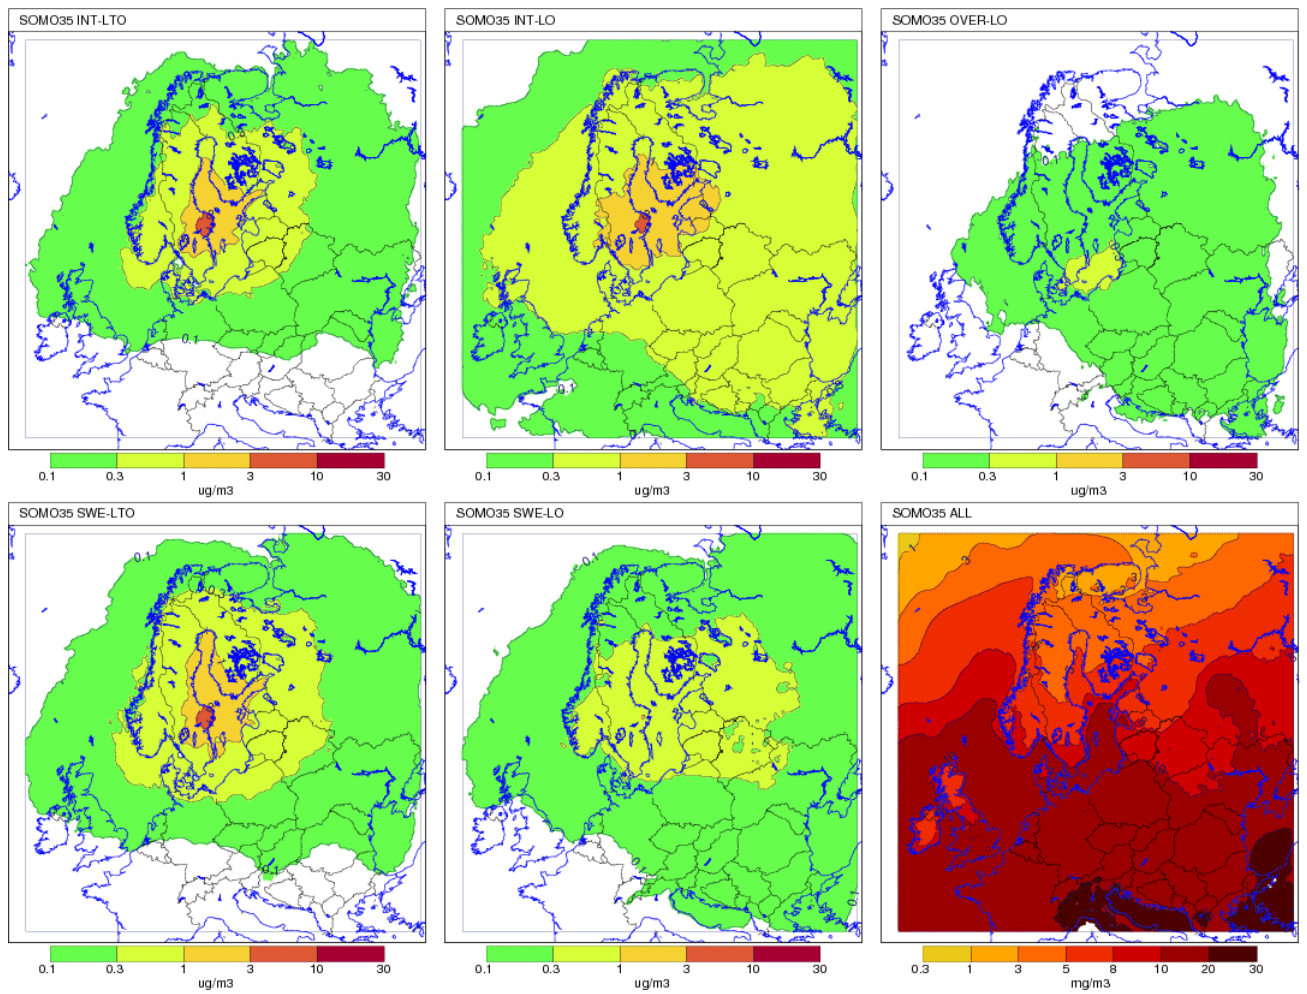 SOMO35 INT-LTO
SOMO35 INT-LO
SOMO35 OVER-LO
0.1
0.1
0.1 0.3 1 3 10 30
ug/m3
0.1 0.3 1 3 10 30
ug/m3
0.1 0.3 1 3 10 30
ug/m3
SOMO35 SWE-LTO
SOMO35 SWE-LO
SOMO35 ALL
0.1
0.1
1
3
3
0.3
0.1
0.1 0.3 1 3 10 30
ug/m3
0.1 0.3 1 3 10 30
ug/m3
0.3 1 3 5 8 10 20 30
mg/m3